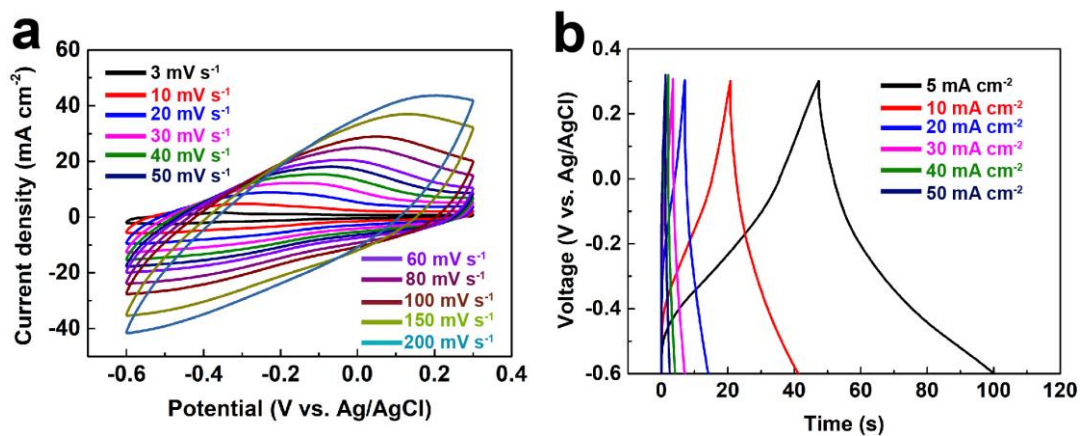 a
60
40
20
0
-20
-40
-0.6
-0.4
-0.2
0.0
0.2
0.4
Current density (mA cm⁻²)
Potential (V vs. Ag/AgCl)
3 mV s⁻¹
10 mV s⁻¹
20 mV s⁻¹
30 mV s⁻¹
40 mV s⁻¹
50 mV s⁻¹
60 mV s⁻¹
80 mV s⁻¹
100 mV s⁻¹
150 mV s⁻¹
200 mV s⁻¹
b
0.4
0.2
0.0
-0.2
-0.4
-0.6
0
20
40
60
80
100
120
Voltage (V vs. Ag/AgCl)
Time (s)
5 mA cm⁻²
10 mA cm⁻²
20 mA cm⁻²
30 mA cm⁻²
40 mA cm⁻²
50 mA cm⁻²